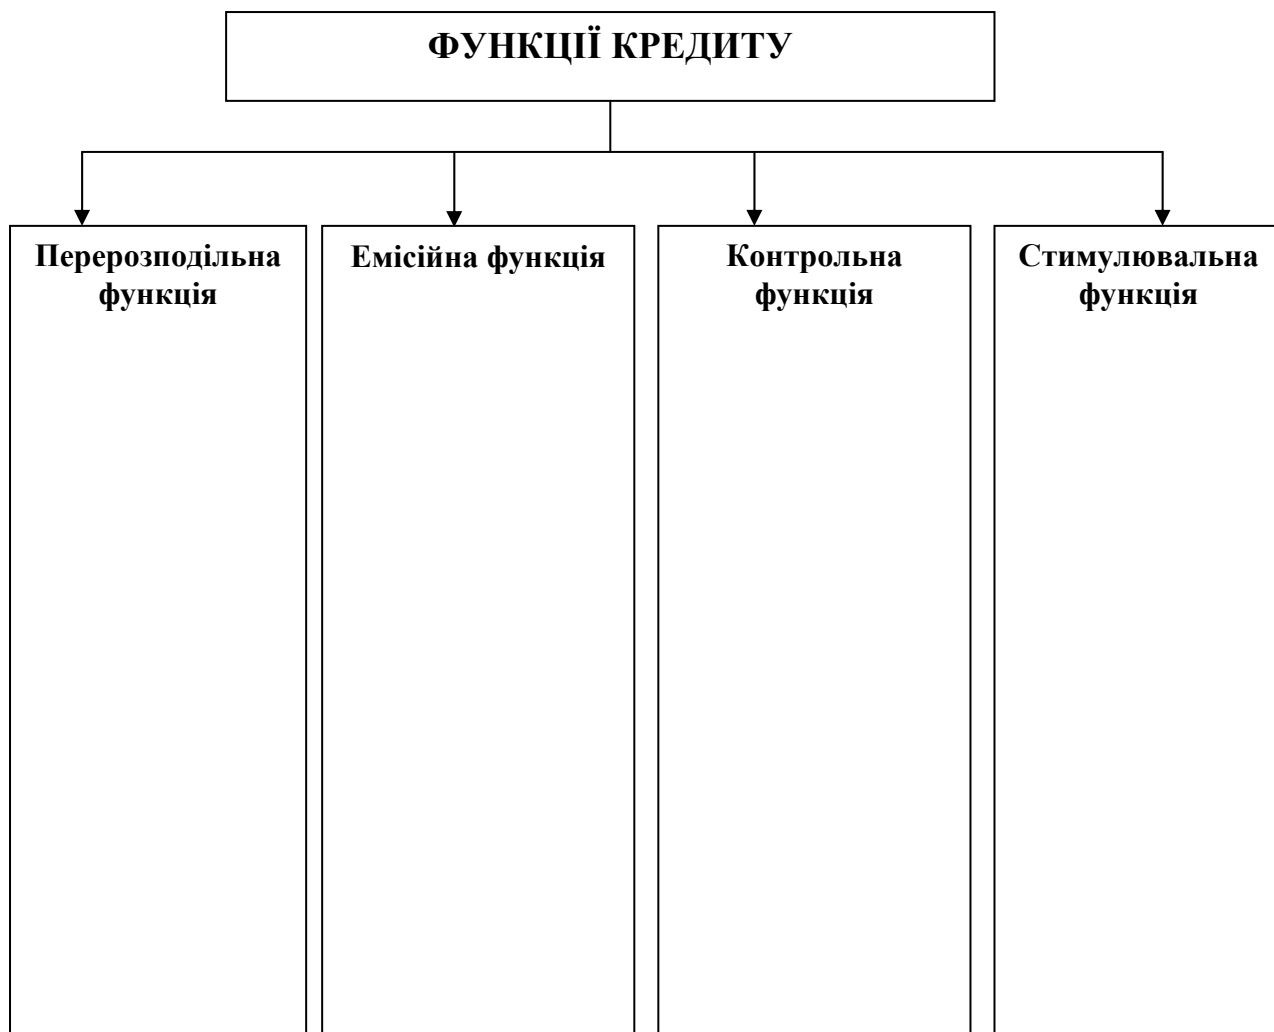 ФУНКЦІЇ КРЕДИТУ
Перерозподільна
функція
Емісійна функція
Контрольна
функція
Стимулювальна
функція